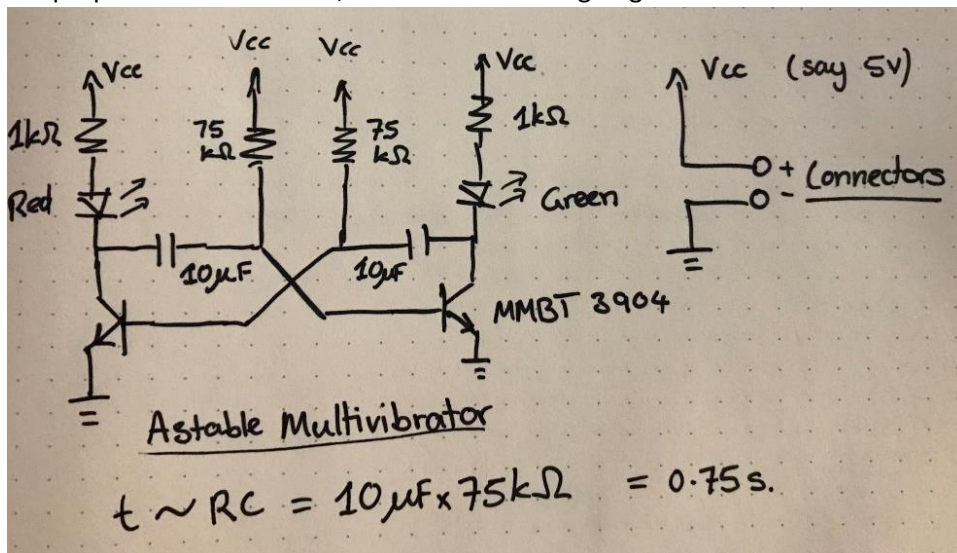 Vcc
Vcc
Vcc
Vcc
Vcc (say 5v)
1kΩ
75
kΩ
75
kΩ
1kΩ
+ Connectors
-
Red
Green
10µF
10µF
MMBT 3904
Astable Multivibrator
t ~ RC = 10µF x 75kΩ = 0.75 s.